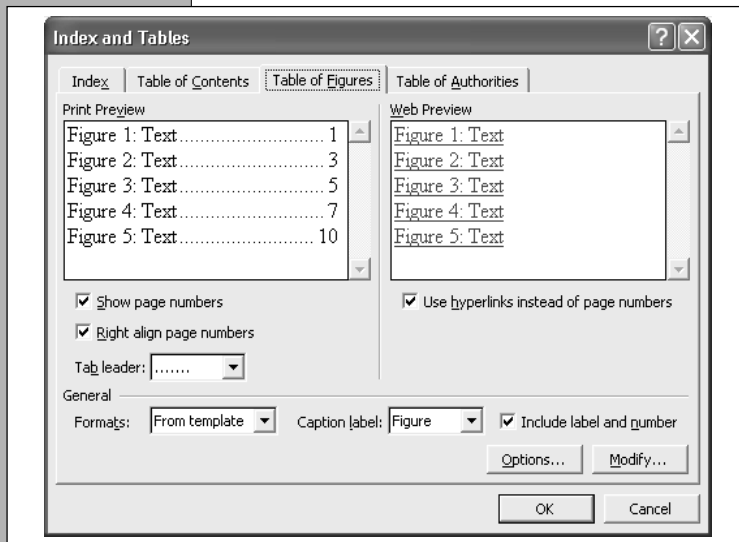 Index and Tables
Index Table of Contents Table of Figures Table of Authorities
Print Preview
Figure 1: Text............................. 1
Figure 2: Text............................. 3
Figure 3: Text............................. 5
Figure 4: Text............................. 7
Figure 5: Text........................... 10
Web Preview
Figure 1: Text
Figure 2: Text
Figure 3: Text
Figure 4: Text
Figure 5: Text
Show page numbers
Right align page numbers
Tab leader: .......
Use hyperlinks instead of page numbers
General
Formats: From template Caption label: Figure Include label and number
Options... Modify...
OK Cancel